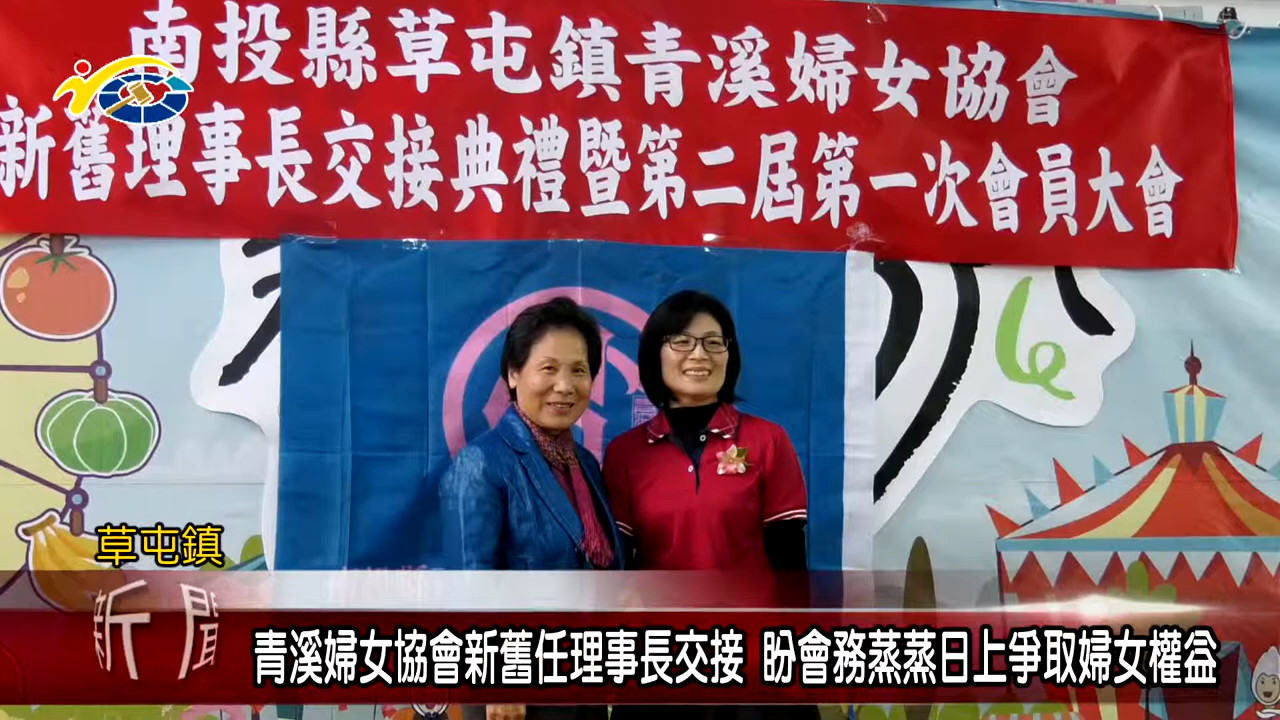 南投縣草屯鎮青溪婦女協會
新舊理事長交接典禮暨第二屆第一次會員大會
草屯鎮
新聞
青溪婦女協會新舊任理事長交接 盼會務蒸蒸日上爭取婦女權益